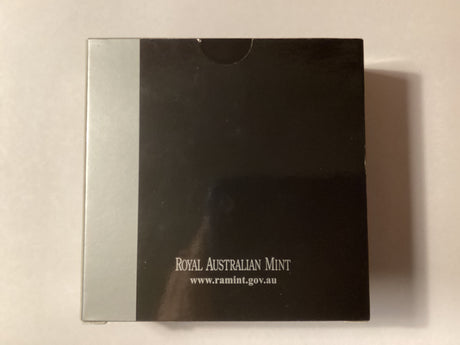 ROYAL AUSTRALIAN MINT
www.ramint.gov.au